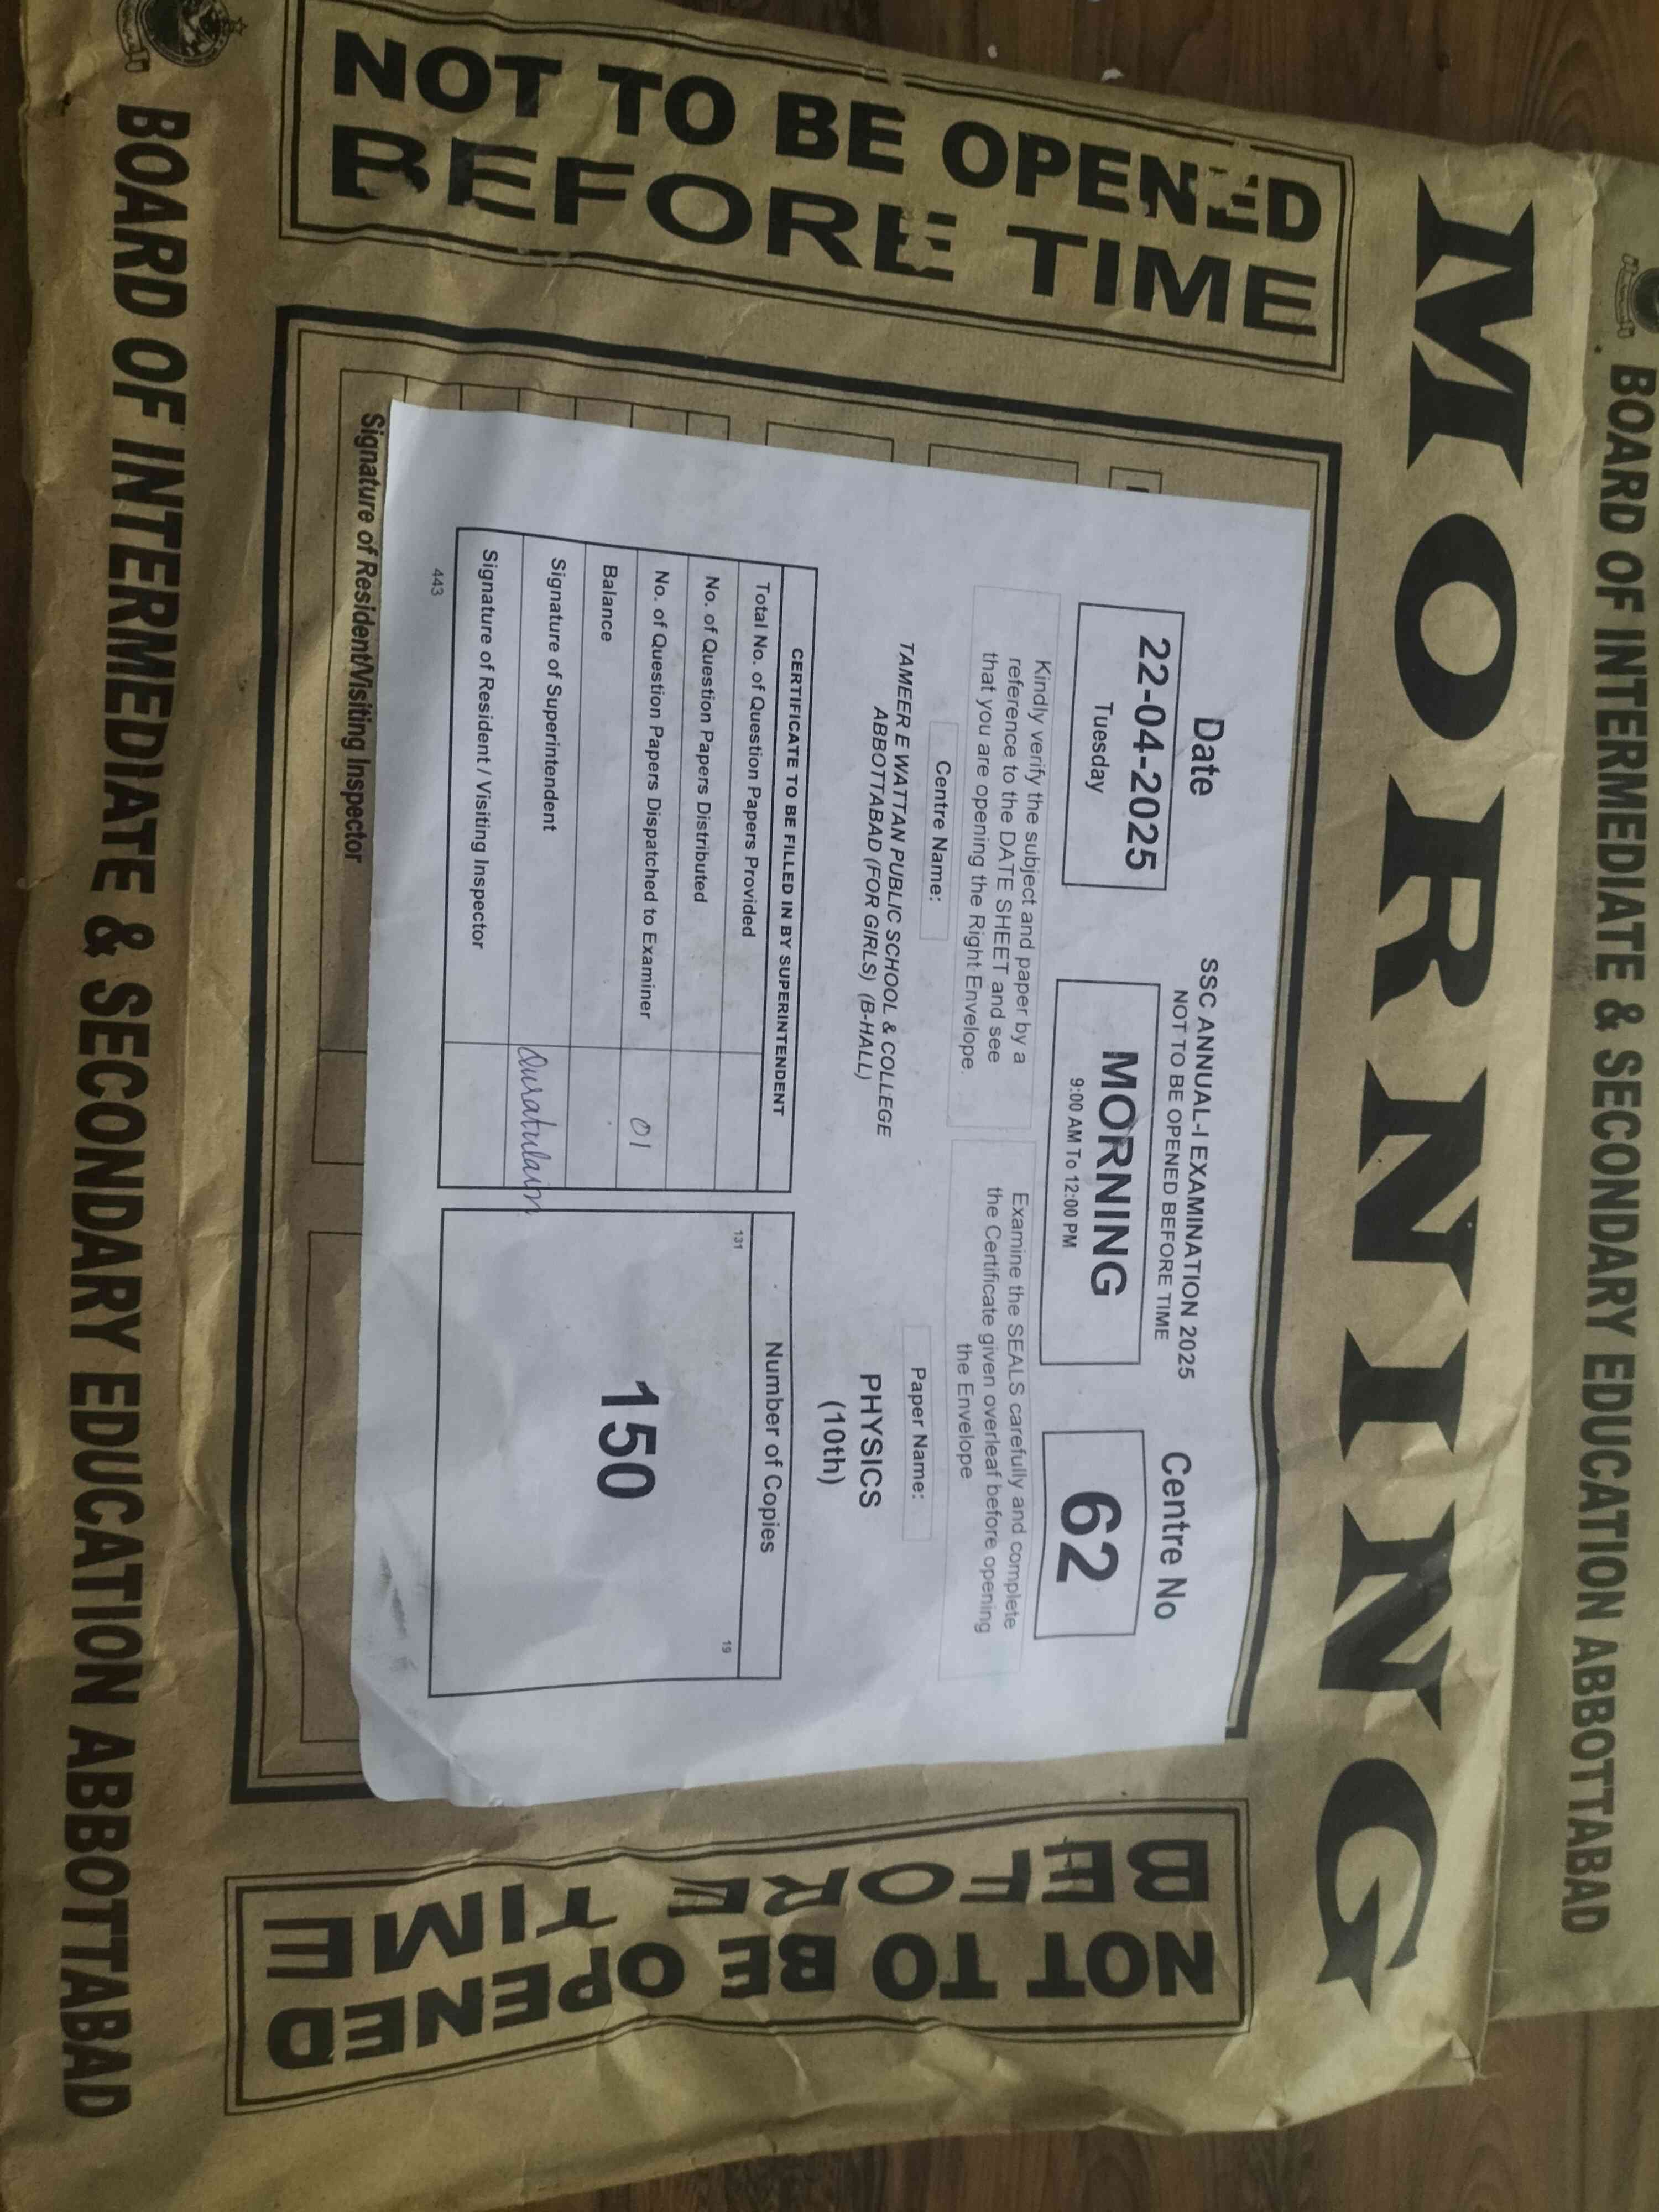 BOARD OF INTERMEDIATE & SECONDARY EDUCATION ABBOTTABAD
MORNING
NOT TO BE OPENED
BEFORE TIME
SSC ANNUAL-I EXAMINATION 2025
NOT TO BE OPENED BEFORE TIME
Date
22-04-2025
Tuesday
MORNING
9:00 AM To 12:00 PM
Centre No
62
Kindly verify the subject and paper by a
reference to the DATE SHEET and see
that you are opening the Right Envelope
Examine the SEALS carefully and complete
the Certificate given overleaf before opening
the Envelope
Centre Name:
TAMEER E WATTAN PUBLIC SCHOOL & COLLEGE
ABBOTTABAD (FOR GIRLS) (B-HALL)
Paper Name:
PHYSICS
(10th)
CERTIFICATE TO BE FILLED IN BY SUPERINTENDENT
Total No. of Question Papers Provided
No. of Question Papers Distributed
No. of Question Papers Dispatched to Examiner 01
Balance
Signature of Superintendent Quratulain
Signature of Resident / Visiting Inspector
443
Number of Copies
131
19
150
Signature of Resident/Visiting Inspector
NOT TO BE OPENED
BEFORE TIME
BOARD OF INTERMEDIATE & SECONDARY EDUCATION ABBOTTABAD